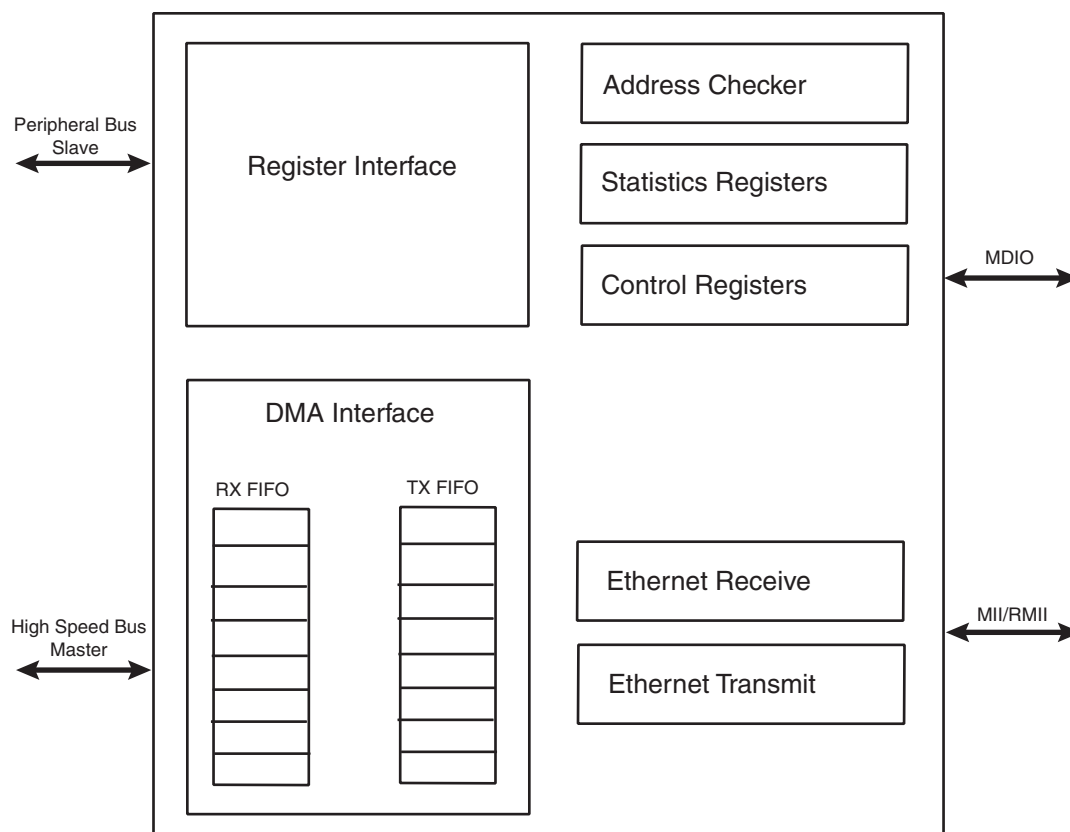 Peripheral Bus
Slave
Register Interface
Address Checker
Statistics Registers
Control Registers
MDIO
DMA Interface
RX FIFO
TX FIFO
High Speed Bus
Master
Ethernet Receive
Ethernet Transmit
MII/RMII